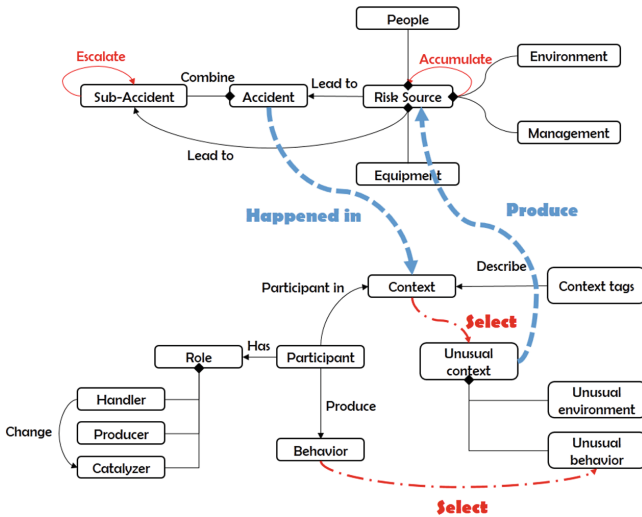 People
Escalate
Accumulate
Environment
Combine
Lead to
Sub-Accident
Accident
Risk Source
Management
Lead to
Equipment
Happened in
Produce
Describe
Participant in
Context
Context tags
Select
Has
Role
Participant
Unusual
context
Handler
Unusual
environment
Produce
Change
Producer
Behavior
Unusual
behavior
Catalyzer
Select